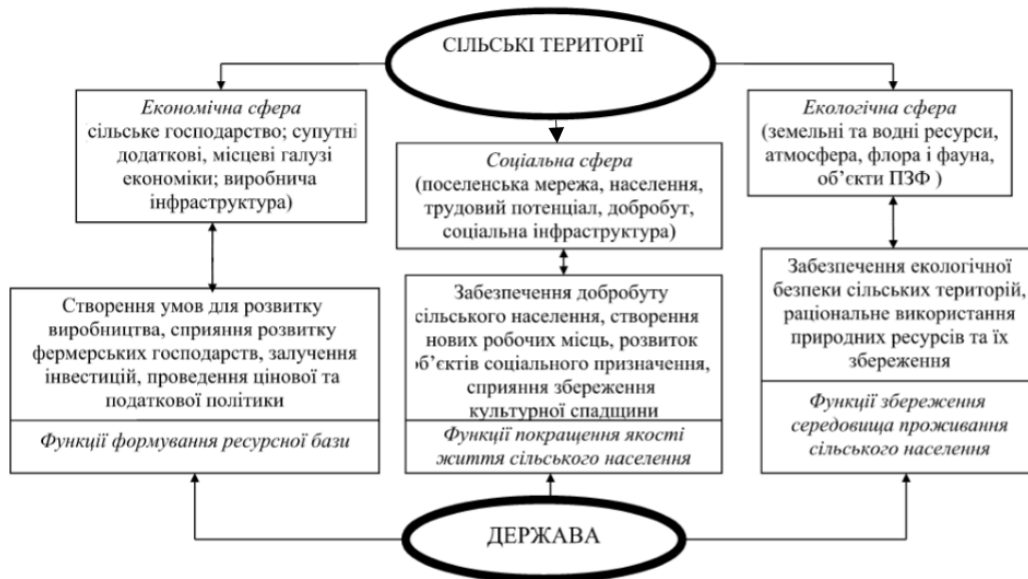 СІЛЬСЬКІ ТЕРИТОРІЇ
Економічна сфера
сільське господарство; супутні
додаткові, місцеві галузі
економіки; виробнича
інфраструктура)
Соціальна сфера
(поселенська мережа, населення,
трудовий потенціал, добробут,
соціальна інфраструктура)
Екологічна сфера
(земельні та водні ресурси,
атмосфера, флора і фауна,
об’єкти ПЗФ )
Створення умов для розвитку
виробництва, сприяння розвитку
фермерських господарств, залучення
інвестицій, проведення цінової та
податкової політики
Функції формування ресурсної бази
Забезпечення добробуту
сільського населення, створення
нових робочих місць, розвиток
об’єктів соціального призначення,
сприяння збереження
культурної спадщини
Функції покращення якості
життя сільського населення
Забезпечення екологічної
безпеки сільських територій,
раціональне використання
природних ресурсів та їх
збереження
Функції збереження
середовища проживання
сільського населення
ДЕРЖАВА